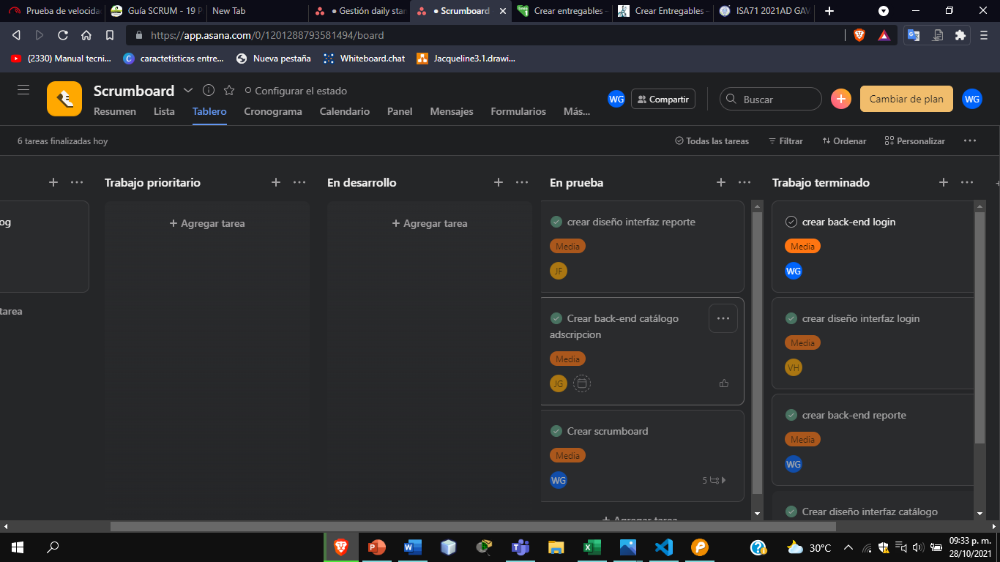 Prueba de velocida
Guía SCRUM - 19 P
New Tab
● Gestión daily star
● Scrumboard
Crear entregables -
Crear Entregables -
ISA71 2021AD GAV
https://app.asana.com/0/1201288793581494/board
(2330) Manual tecni...
caractetisticas entre...
Nueva pestaña
Whiteboard.chat
Jacqueline3.1.drawi...
Scrumboard
Configurar el estado
WG
Compartir
Buscar
Cambiar de plan
WG
Resumen
Lista
Tablero
Cronograma
Calendario
Panel
Mensajes
Formularios
Más...
6 tareas finalizadas hoy
Todas las tareas
Filtrar
Ordenar
Personalizar
og
tarea
Trabajo prioritario
+ Agregar tarea
En desarrollo
+ Agregar tarea
En prueba
crear diseño interfaz reporte
Media
JF
Crear back-end catálogo
adscripcion
Media
JG
Crear scrumboard
Media
WG
5
+ Agregar tarea
Trabajo terminado
crear back-end login
Media
WG
crear diseño interfaz login
Media
VH
crear back-end reporte
Media
WG
Crear diseño interfaz catálogo
30°C
09:33 p. m.
28/10/2021